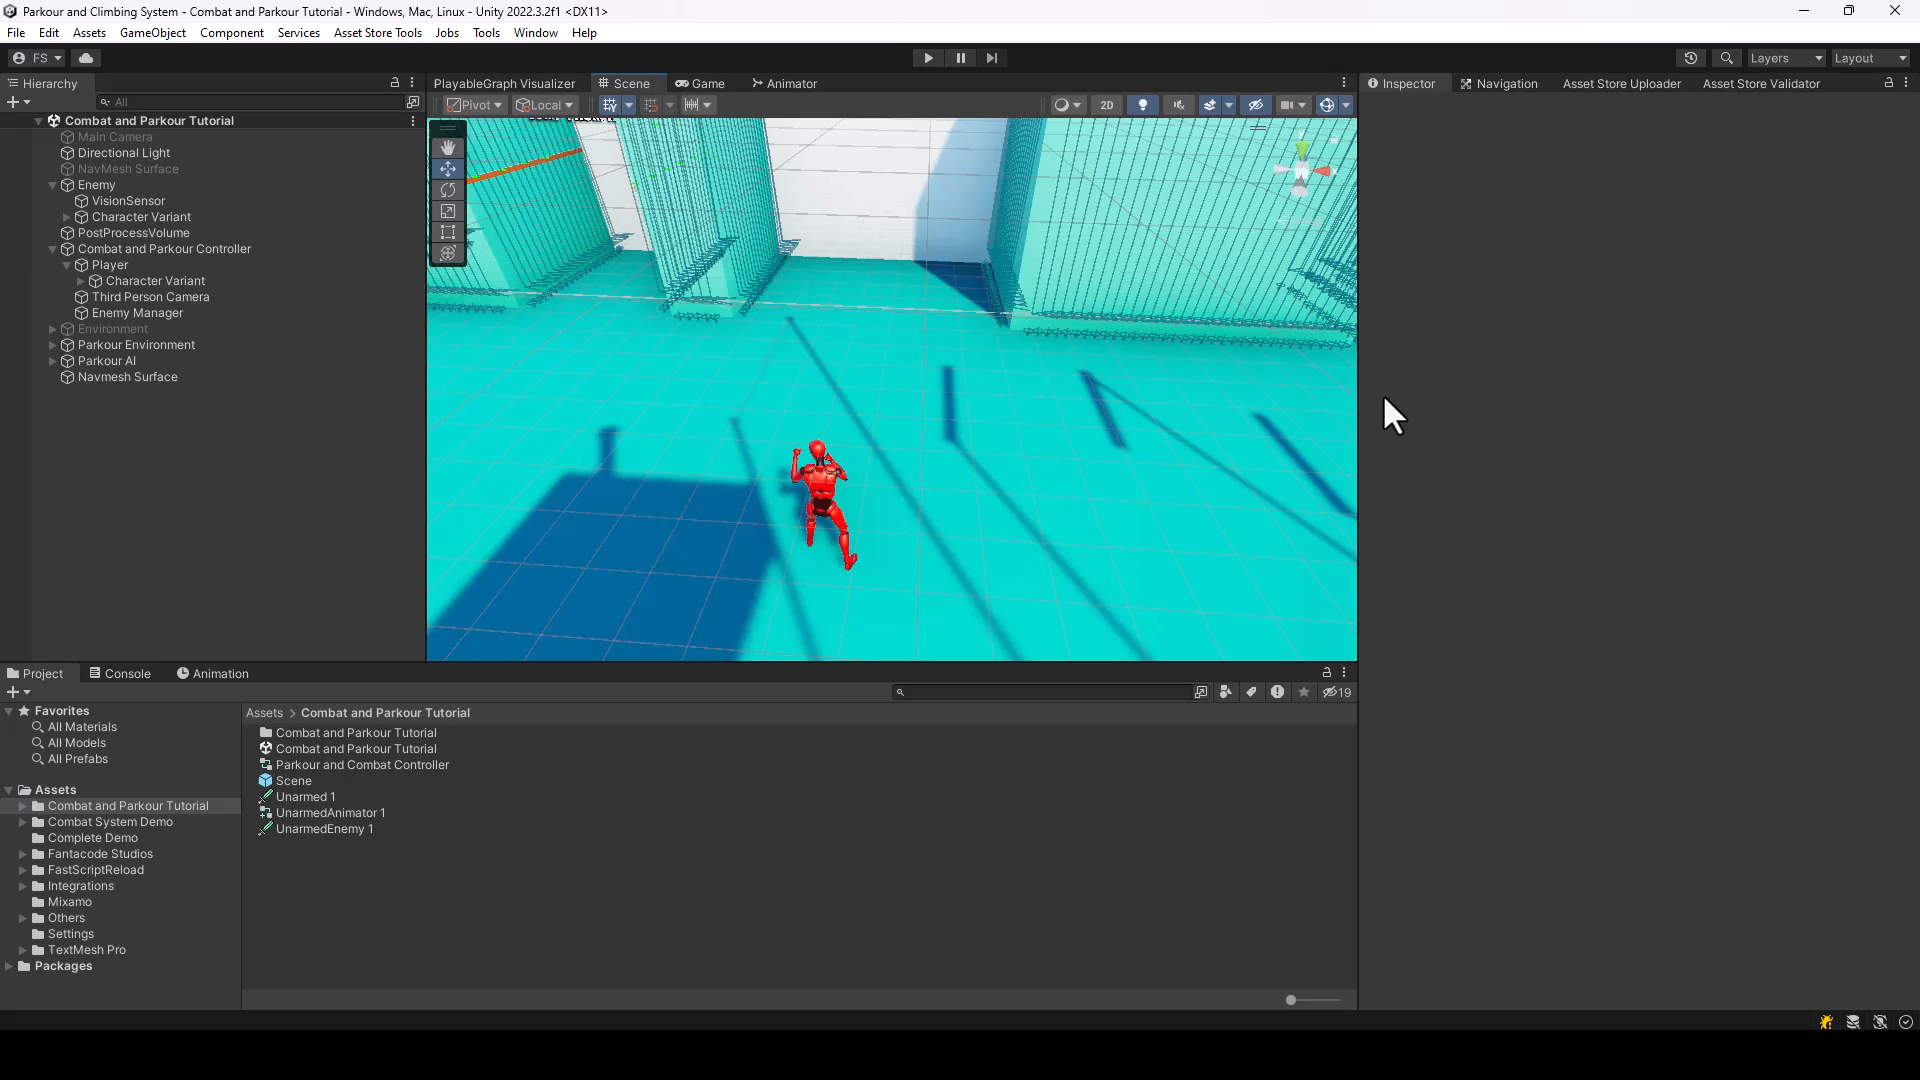 Parkour and Climbing System - Combat and Parkour Tutorial - Windows, Mac, Linux - Unity 2022.3.2f1 <DX11>
File Edit Assets GameObject Component Services Asset Store Tools Jobs Tools Window Help
FS Layers Layout
Hierarchy
All
Combat and Parkour Tutorial
Main Camera
Directional Light
NavMesh Surface
Enemy
VisionSensor
Character Variant
PostProcessVolume
Combat and Parkour Controller
Player
Character Variant
Third Person Camera
Enemy Manager
Environment
Parkour Environment
Parkour AI
Navmesh Surface
PlayableGraph Visualizer Scene Game Animator
Pivot Local 2D
Inspector Navigation Asset Store Uploader Asset Store Validator
Project Console Animation
19
Favorites
All Materials
All Models
All Prefabs
Assets
Combat and Parkour Tutorial
Combat System Demo
Complete Demo
Fantacode Studios
FastScriptReload
Integrations
Mixamo
Others
Settings
TextMesh Pro
Packages
Assets > Combat and Parkour Tutorial
Combat and Parkour Tutorial
Combat and Parkour Tutorial
Parkour and Combat Controller
Scene
Unarmed 1
UnarmedAnimator 1
UnarmedEnemy 1